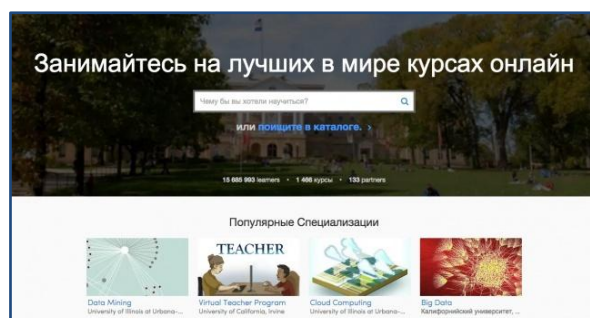 Занимайтесь на лучших в мире курсах онлайн
Чему бы вы хотели научиться?
или поищите в каталоге. >
15 685 993 learners • 1 466 курсы • 133 partners
Популярные Специализации
TEACHER
Data Mining
University of Illinois at Urbana-...
Virtual Teacher Program
University of California, Irvine
Cloud Computing
University of Illinois at Urbana-...
Big Data
Калифорнийский университет, ...